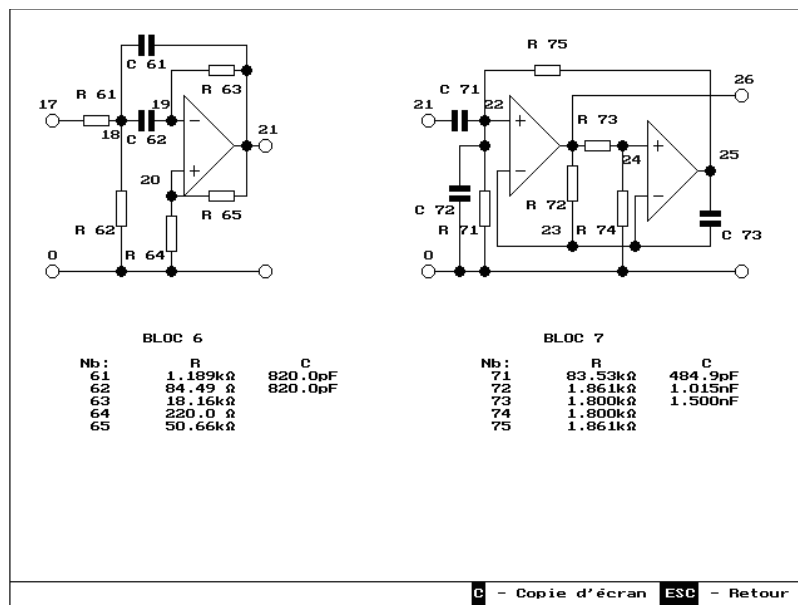 R 75
C 61
R 63
C 71
26
17
R 61
19
21
22
R 73
18
C 62
21
24
25
20
R 65
C 72
R 72
R 62
R 71
23
R 74
C 73
0
R 64
0
BLOC 6
BLOC 7
Nb: R C
61 1.189kΩ 820.0pF
62 84.49 Ω 820.0pF
63 18.16kΩ
64 220.0 Ω
65 50.66kΩ
Nb: R C
71 83.53kΩ 484.9pF
72 1.861kΩ 1.015nF
73 1.800kΩ 1.500nF
74 1.800kΩ
75 1.861kΩ
C - Copie d'écran ESC - Retour